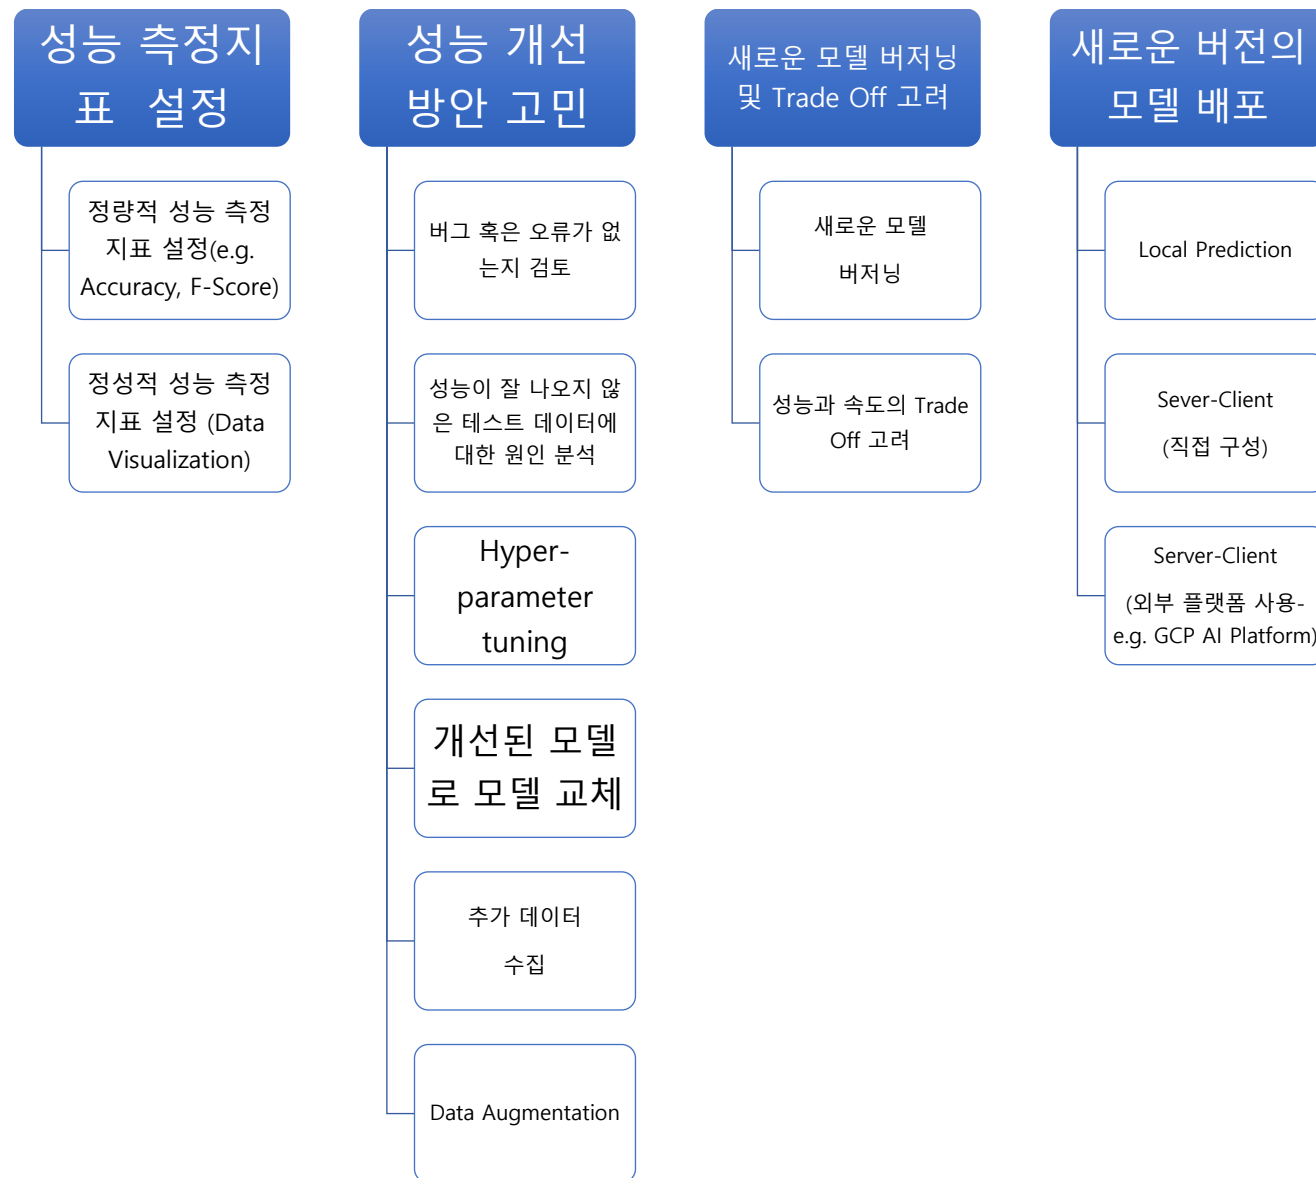 성능 측정지
표 설정
정량적 성능 측정
지표 설정(e.g.
Accuracy, F-Score)
정성적 성능 측정
지표 설정 (Data
Visualization)
성능 개선
방안 고민
버그 혹은 오류가 없
는지 검토
성능이 잘 나오지 않
은 테스트 데이터에
대한 원인 분석
Hyper-
parameter
tuning
개선된 모델
로 모델 교체
추가 데이터
수집
Data Augmentation
새로운 모델 버저닝
및 Trade Off 고려
새로운 모델
버저닝
성능과 속도의 Trade
Off 고려
새로운 버전의
모델 배포
Local Prediction
Sever-Client
(직접 구성)
Server-Client
(외부 플랫폼 사용-
e.g. GCP AI Platform)